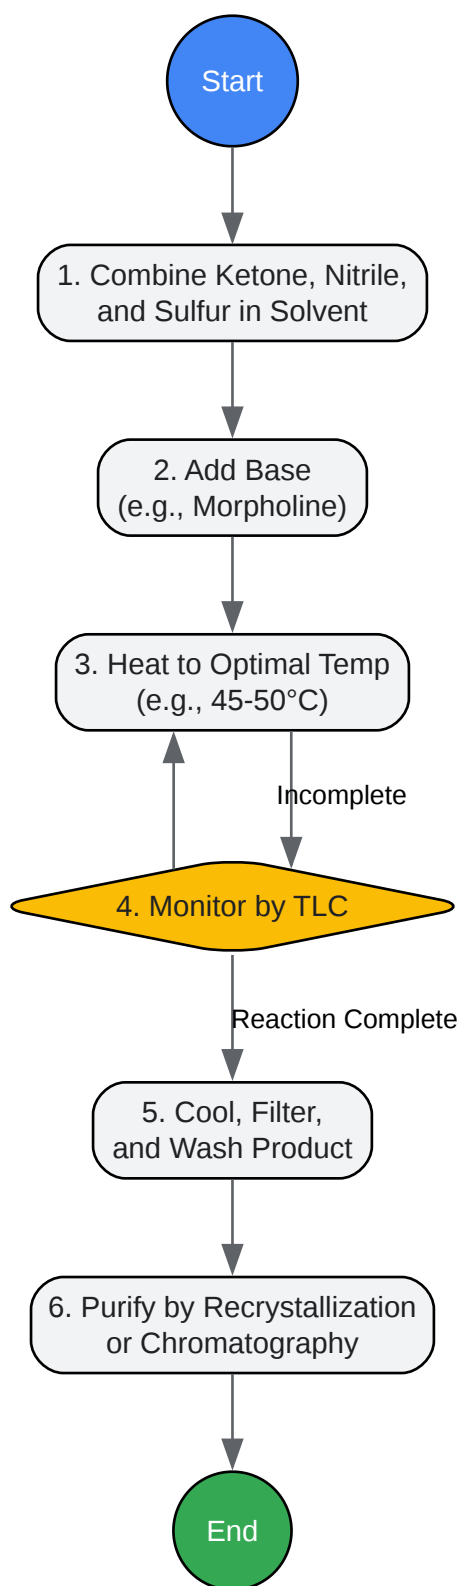 Start
1. Combine Ketone, Nitrile,
and Sulfur in Solvent
2. Add Base
(e.g., Morpholine)
3. Heat to Optimal Temp
(e.g., 45-50°C)
Incomplete
4. Monitor by TLC
Reaction Complete
5. Cool, Filter,
and Wash Product
6. Purify by Recrystallization
or Chromatography
End